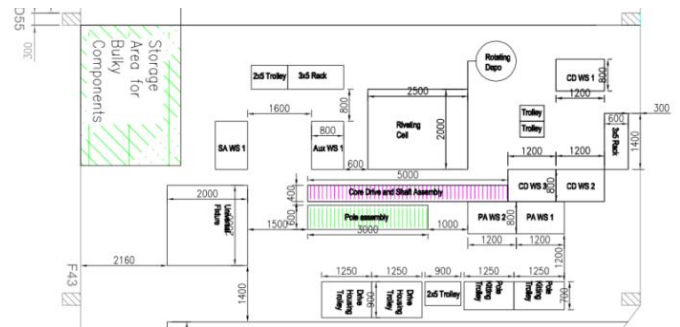 D55
300
Storage
Area for
Bulky
Components
2x5 Trolley
3x5 Rack
Rotating
Depo
CD WS 1
800
1200
1600
800
2500
2000
Riveting
Cell
SA WS 1
800
Aux WS 1
600
Trolley
Trolley
300
600
3x5 Rack
1400
1200
1200
5000
400
Core Drive and Shaft Assembly
CD WS 3
800
CD WS 2
2000
Universal
Fixture
600
Pole assembly
3000
1500
1000
PA WS 2
800
PA WS 1
1200
1200
1200
2160
F43
1400
1250
1250
900
1250
1250
Drive
Housing
Trolley
900
Drive
Housing
Trolley
2x5 Trolley
Pole
Kitting
Trolley
Pole
Kitting
Trolley
700